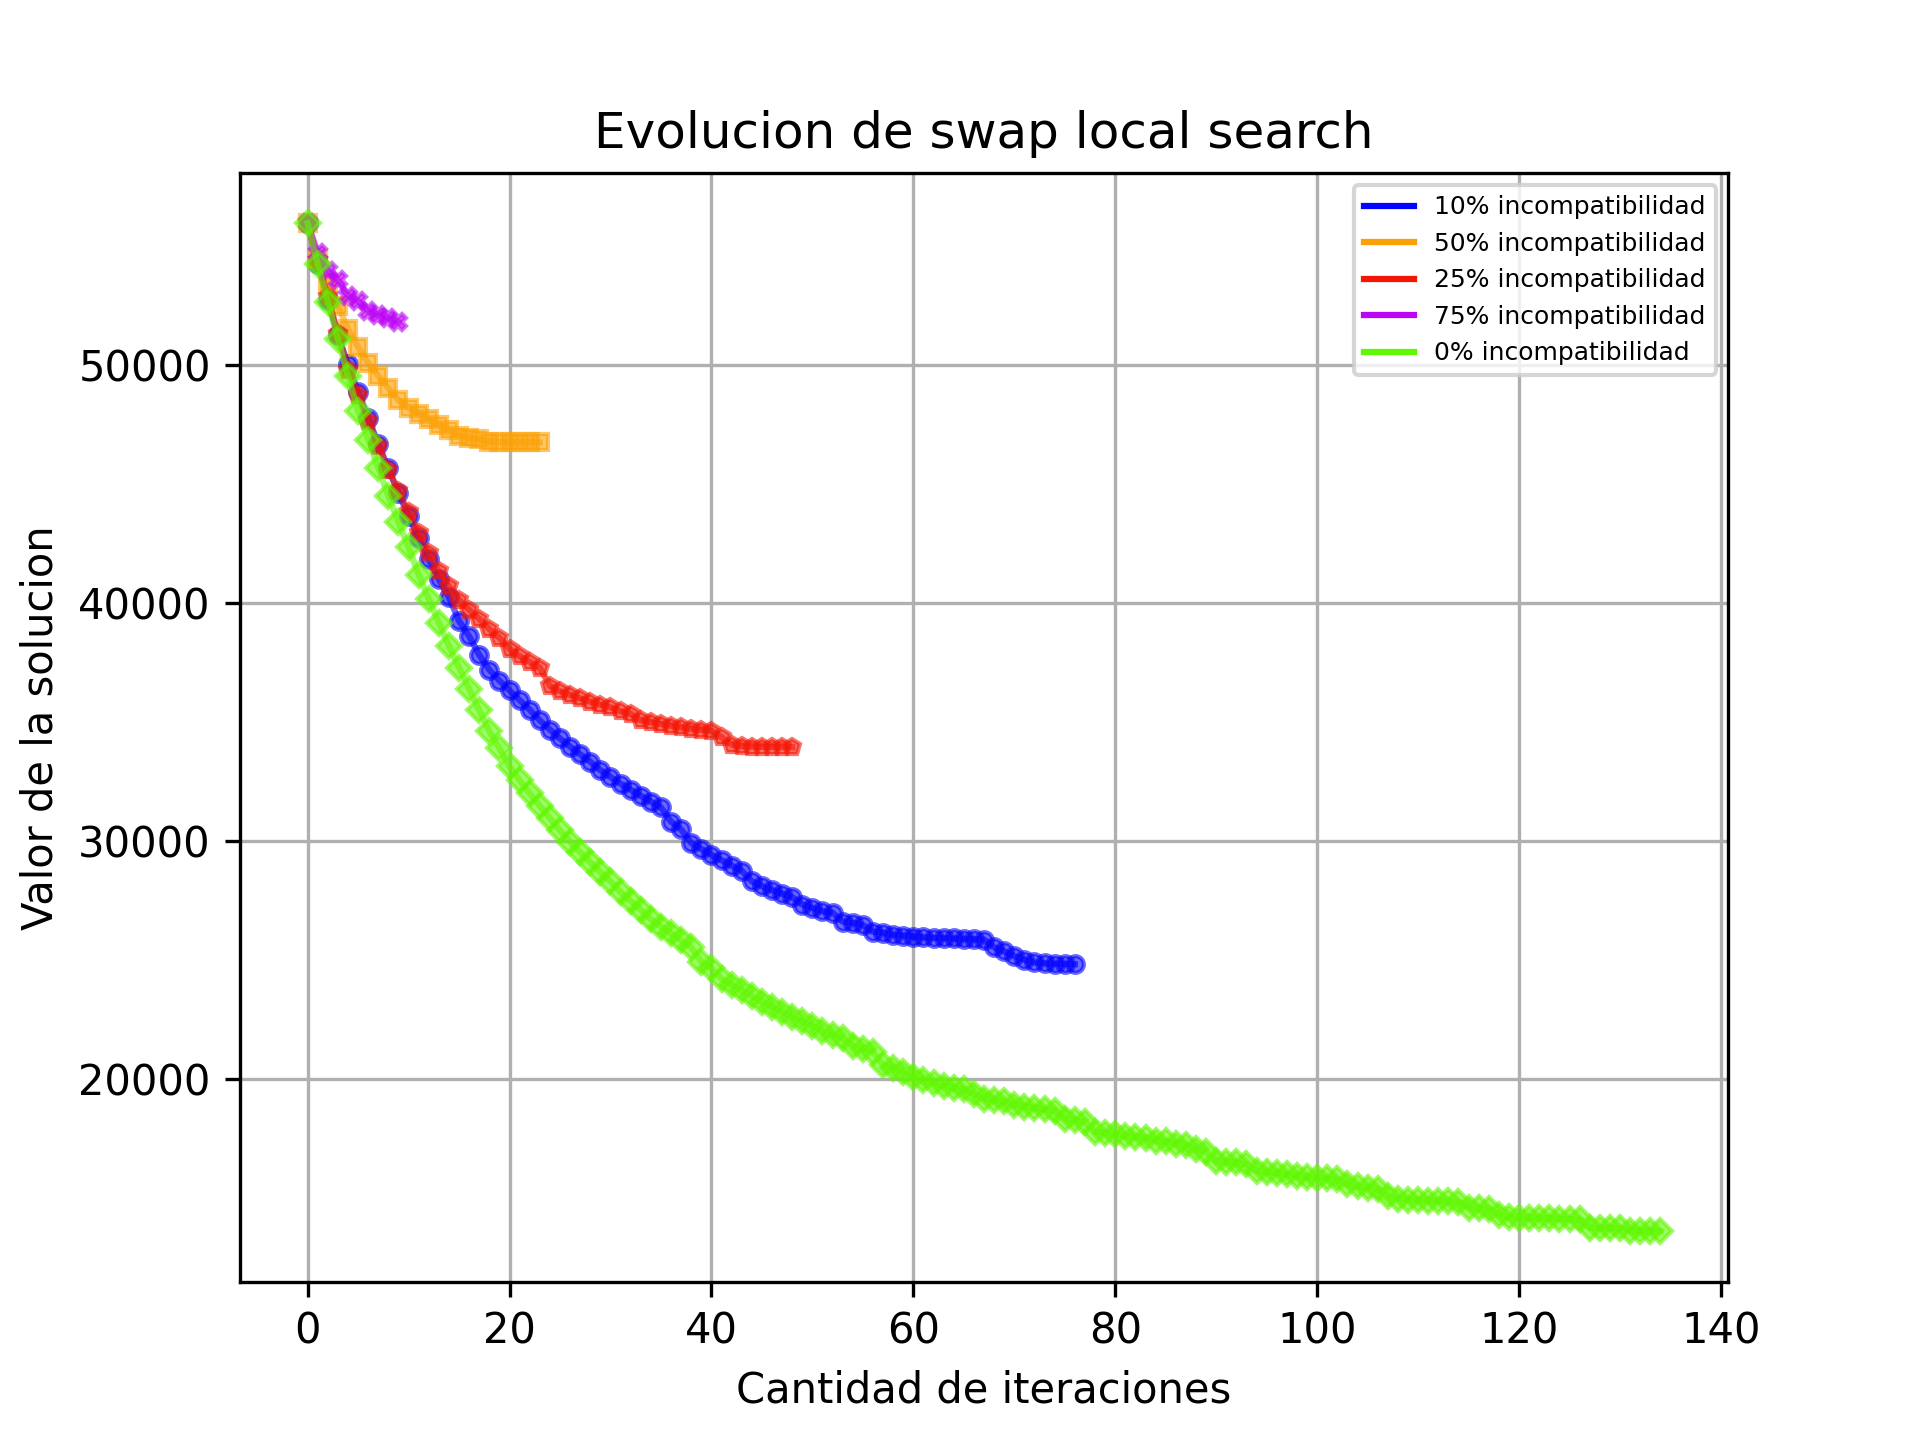 Evolucion de swap local search
10% incompatibilidad
50% incompatibilidad
25% incompatibilidad
75% incompatibilidad
0% incompatibilidad
Valor de la solucion
50000
40000
30000
20000
0 20 40 60 80 100 120 140
Cantidad de iteraciones